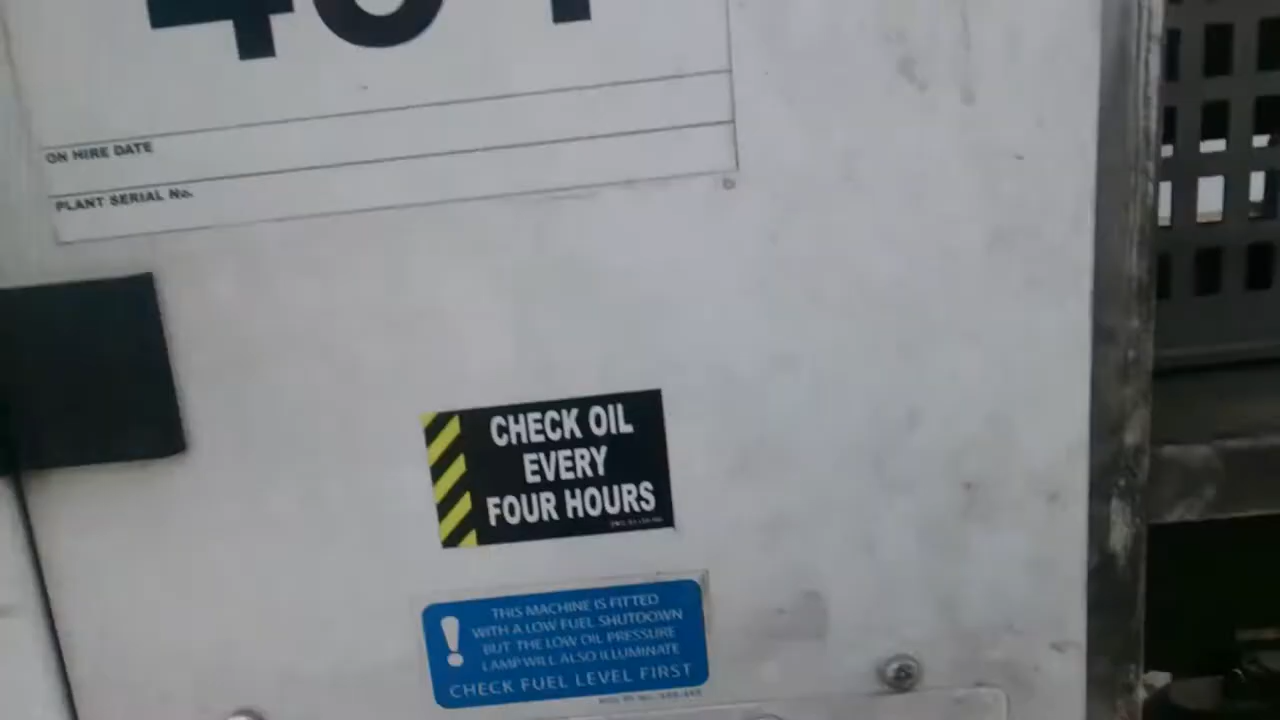 ON HIRE DATE
PLANT SERIAL No.
CHECK OIL
EVERY
FOUR HOURS
THIS MACHINE IS FITTED
WITH A LOW FUEL SHUTDOWN
BUT THE LOW OIL PRESSURE
LAMP WILL ALSO ILLUMINATE
CHECK FUEL LEVEL FIRST